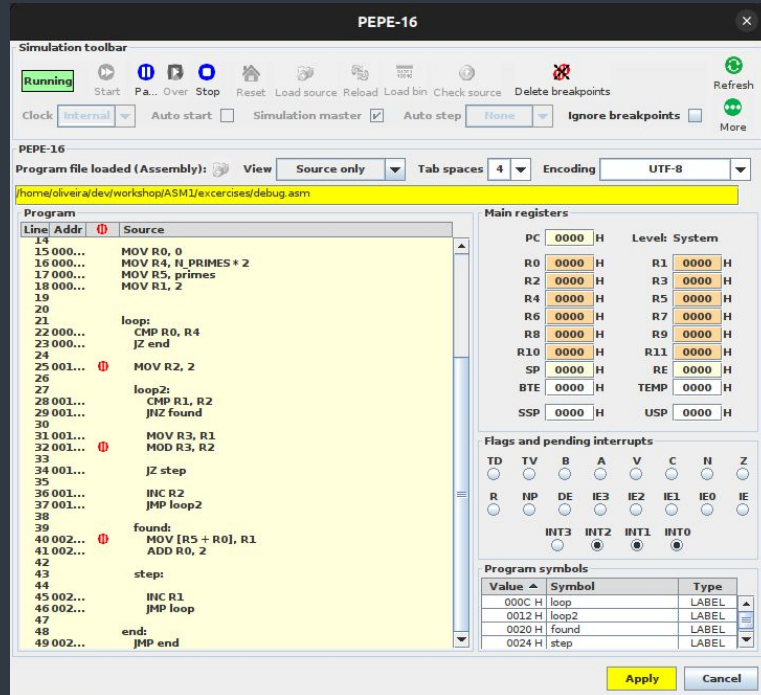 PEPE-16
Simulation toolbar
Running
Start Pa... Over Stop Reset Load source Reload Load bin Check source Delete breakpoints Refresh
Clock Internal Auto start Simulation master Auto step None Ignore breakpoints More
PEPE-16
Program file loaded (Assembly): View Source only Tab spaces 4 Encoding UTF-8
/home/oliveira/dev/workshop/ASM1/excercises/debug.asm
Program
Line Addr Source
14
15 000... MOV R0, 0
16 000... MOV R4, N_PRIMES * 2
17 000... MOV R5, primes
18 000... MOV R1, 2
19
20
21 loop:
22 000... CMP R0, R4
23 000... JZ end
24
25 001... MOV R2, 2
26
27 loop2:
28 001... CMP R1, R2
29 001... JNZ found
30
31 001... MOV R3, R1
32 001... MOD R3, R2
33
34 001... JZ step
35
36 001... INC R2
37 001... JMP loop2
38
39 found:
40 002... MOV [R5 + R0], R1
41 002... ADD R0, 2
42
43 step:
44
45 002... INC R1
46 002... JMP loop
47
48 end:
49 002... JMP end
Main registers
PC 0000 H Level: System
R0 0000 H R1 0000 H
R2 0000 H R3 0000 H
R4 0000 H R5 0000 H
R6 0000 H R7 0000 H
R8 0000 H R9 0000 H
R10 0000 H R11 0000 H
SP 0000 H RE 0000 H
BTE 0000 H TEMP 0000 H
SSP 0000 H USP 0000 H
Flags and pending interrupts
TD TV B A V C N Z
R NP DE IE3 IE2 IE1 IE0 IE
INT3 INT2 INT1 INT0
Program symbols
Value Symbol Type
000C H loop LABEL
0012 H loop2 LABEL
0020 H found LABEL
0024 H step LABEL
Apply Cancel